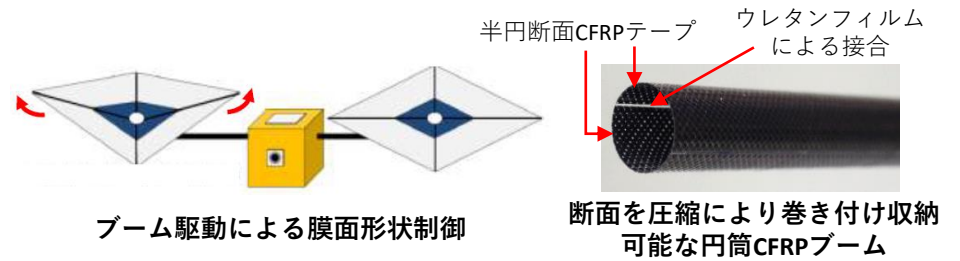 半円断面CFRPテープ
ウレタンフィルム
による接合
ブーム駆動による膜面形状制御
断面を圧縮により巻き付け収納
可能な円筒CFRPブーム